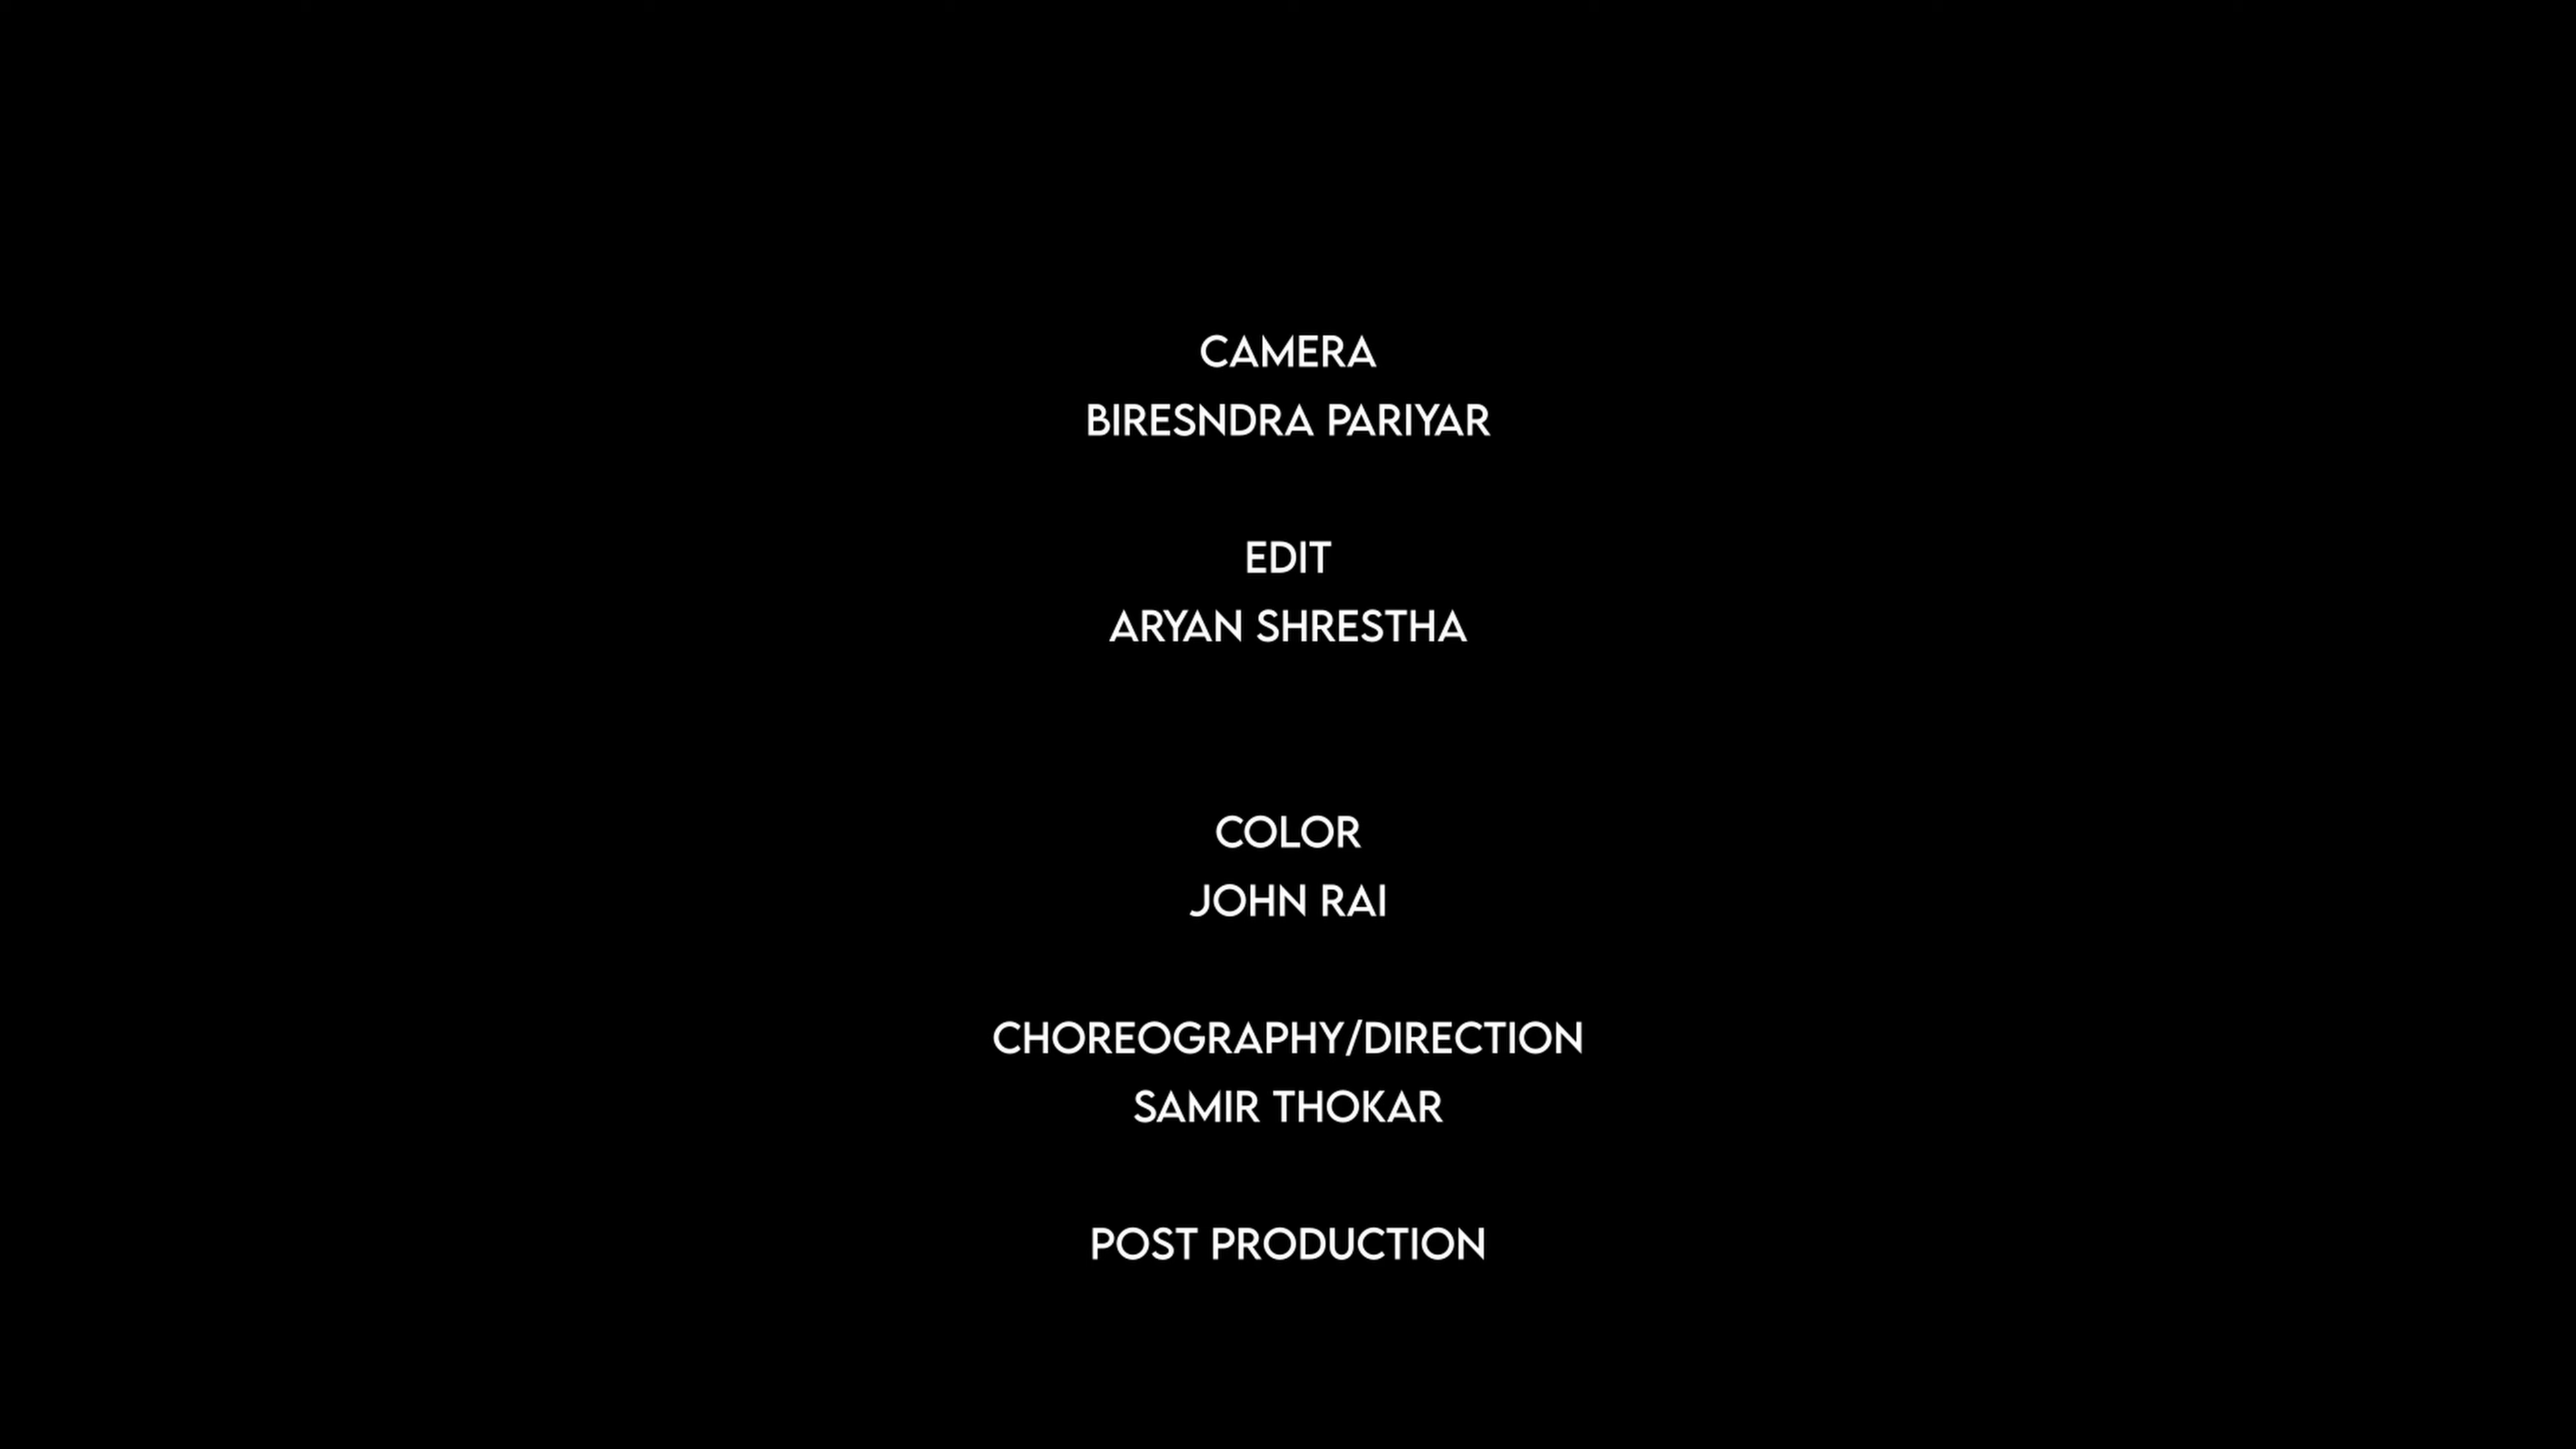 CAMERA
BIRESNDRA PARIYAR
EDIT
ARYAN SHRESTHA
COLOR
JOHN RAI
CHOREOGRAPHY/DIRECTION
SAMIR THOKAR
POST PRODUCTION